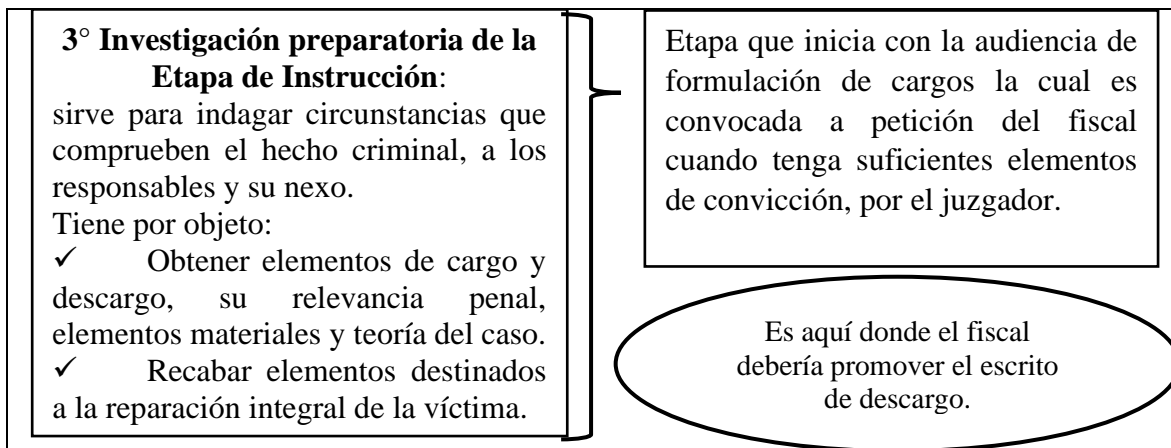 3° Investigación preparatoria de la
Etapa de Instrucción:
sirve para indagar circunstancias que
comprueben el hecho criminal, a los
responsables y su nexo.
Tiene por objeto:
✓ Obtener elementos de cargo y
descargo, su relevancia penal,
elementos materiales y teoría del caso.
✓ Recabar elementos destinados
a la reparación integral de la víctima.
Etapa que inicia con la audiencia de
formulación de cargos la cual es
convocada a petición del fiscal
cuando tenga suficientes elementos
de convicción, por el juzgador.
Es aquí donde el fiscal
debería promover el escrito
de descargo.